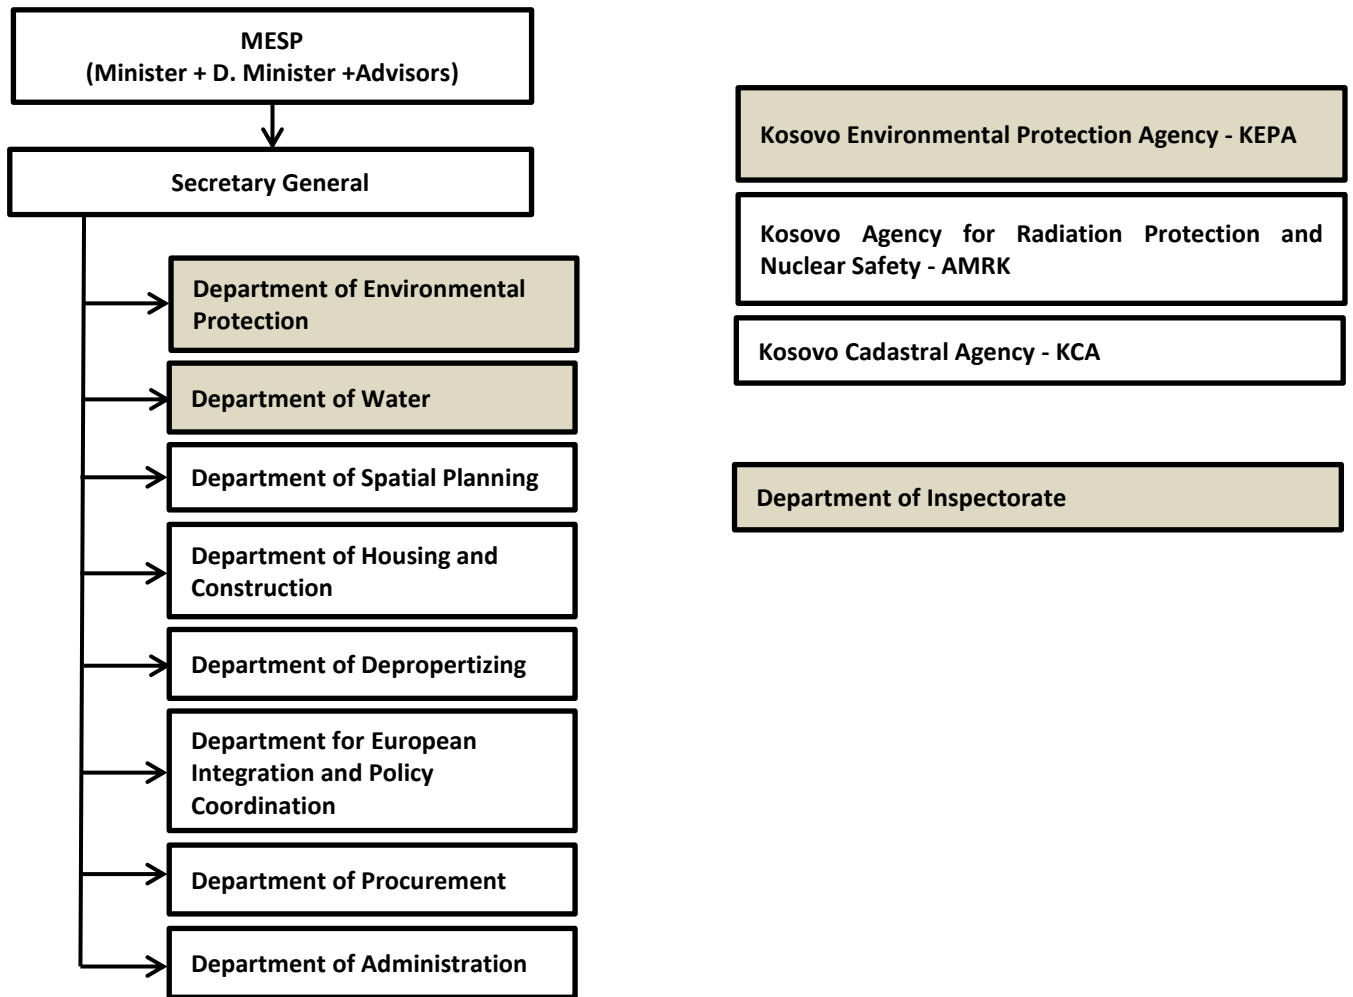 MESP
(Minister + D. Minister +Advisors)
Secretary General
Department of Environmental
Protection
Department of Water
Department of Spatial Planning
Department of Housing and
Construction
Department of Depropertizing
Department for European
Integration and Policy
Coordination
Department of Procurement
Department of Administration
Kosovo Environmental Protection Agency - KEPA
Kosovo Agency for Radiation Protection and
Nuclear Safety - AMRK
Kosovo Cadastral Agency - KCA
Department of Inspectorate